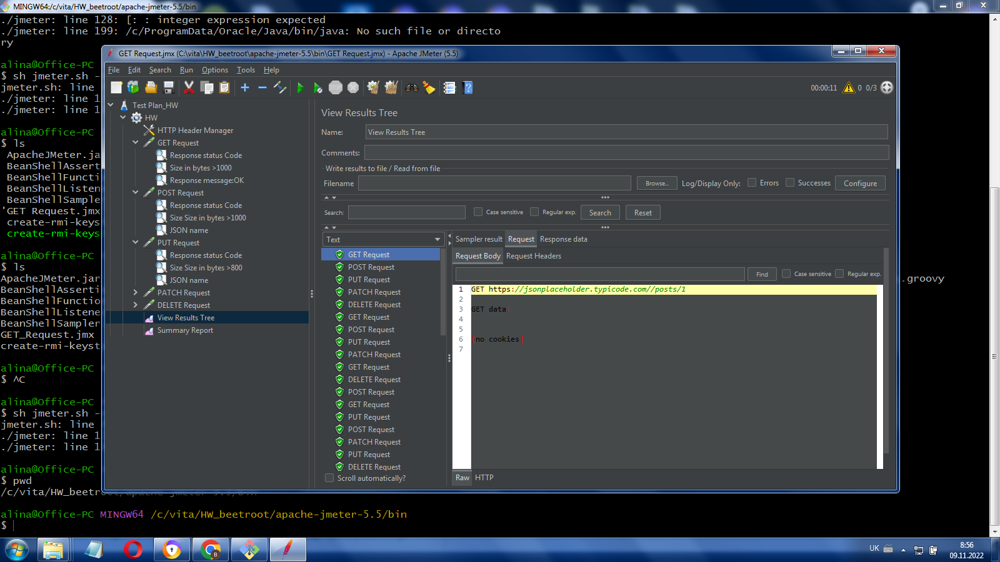 MINGW64:/c/vita/HW_beetroot/apache-jmeter-5.5/bin
./jmeter: line 128: [: : integer expression expected
./jmeter: line 199: /c/ProgramData/Oracle/Java/bin/java: No such file or directo
ry
alina@Office-PC
$ sh jmeter.sh -
jmeter.sh: line
./jmeter: line 1
./jmeter: line 1
alina@Office-PC
$ ls
ApacheJMeter.ja
BeanShellAssert
BeanShellFuncti
BeanShellListen
BeanShellSample
'GET Request.jmx
create-rmi-keys
create-rmi-keys
alina@Office-PC
$ ls
ApacheJMeter.jar
.groovy
BeanShellAsserti
BeanShellFunctio
BeanShellListene
BeanShellSampler
GET_Request.jmx
create-rmi-keyst
alina@Office-PC
$ ^C
alina@Office-PC
$ sh jmeter.sh -
jmeter.sh: line
./jmeter: line 1
./jmeter: line 1
alina@Office-PC
$ pwd
/c/vita/HW_beetroot/apache-jmeter-5.5/bin
alina@Office-PC MINGW64 /c/vita/HW_beetroot/apache-jmeter-5.5/bin
$
GET Request.jmx (C:\vita\HW_beetroot\apache-jmeter-5.5\bin\GET Request.jmx) - Apache JMeter (5.5)
File Edit Search Run Options Tools Help
STOP
00:00:11 0 0/3
Test Plan_HW
HW
HTTP Header Manager
GET Request
Response status Code
Size in bytes >1000
Response message:OK
POST Request
Response status Code
Size Size in bytes >1000
JSON name
PUT Request
Response status Code
Size Size in bytes >800
JSON name
PATCH Request
DELETE Request
View Results Tree
Summary Report
View Results Tree
Name: View Results Tree
Comments:
Write results to file / Read from file
Filename Browse... Log/Display Only: Errors Successes Configure
Search: Case sensitive Regular exp. Search Reset
Text
GET Request
POST Request
PUT Request
PATCH Request
DELETE Request
GET Request
POST Request
PUT Request
PATCH Request
GET Request
DELETE Request
POST Request
GET Request
PUT Request
POST Request
PATCH Request
PUT Request
DELETE Request
Scroll automatically?
Sampler result Request Response data
Request Body Request Headers
Find Case sensitive Regular exp.
1 GET https://jsonplaceholder.typicode.com//posts/1
2
3 GET data:
4
5
6 [no cookies]
7
Raw HTTP
B
UK
8:56
09.11.2022